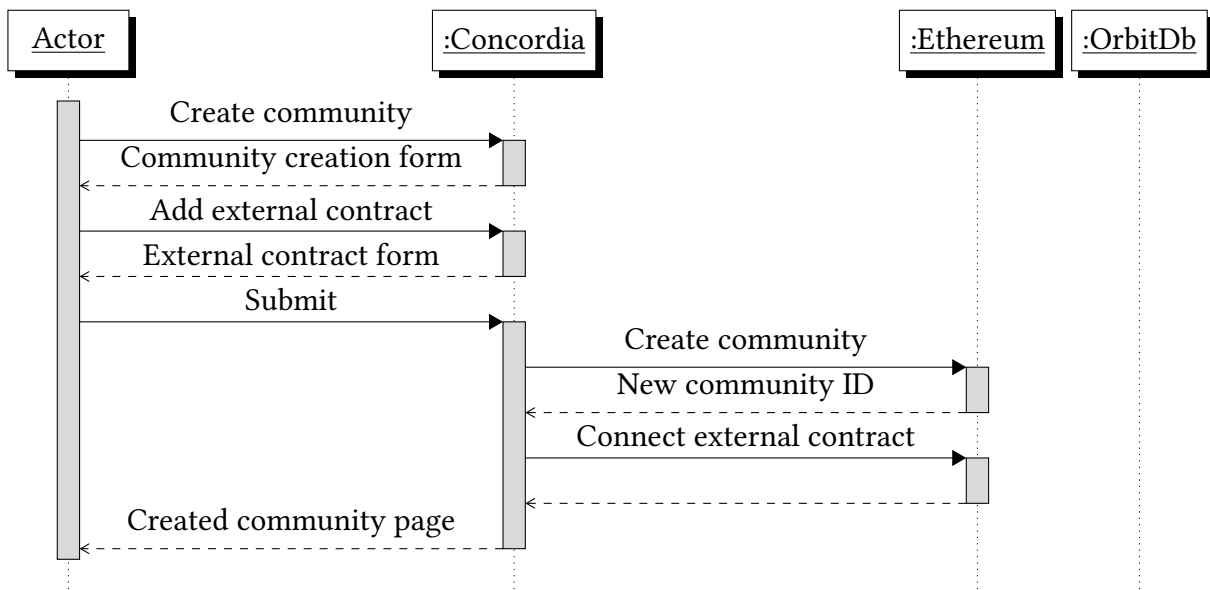 Actor
:Concordia
:Ethereum
:OrbitDb
Create community
Community creation form
Add external contract
External contract form
Submit
Create community
New community ID
Connect external contract
Created community page